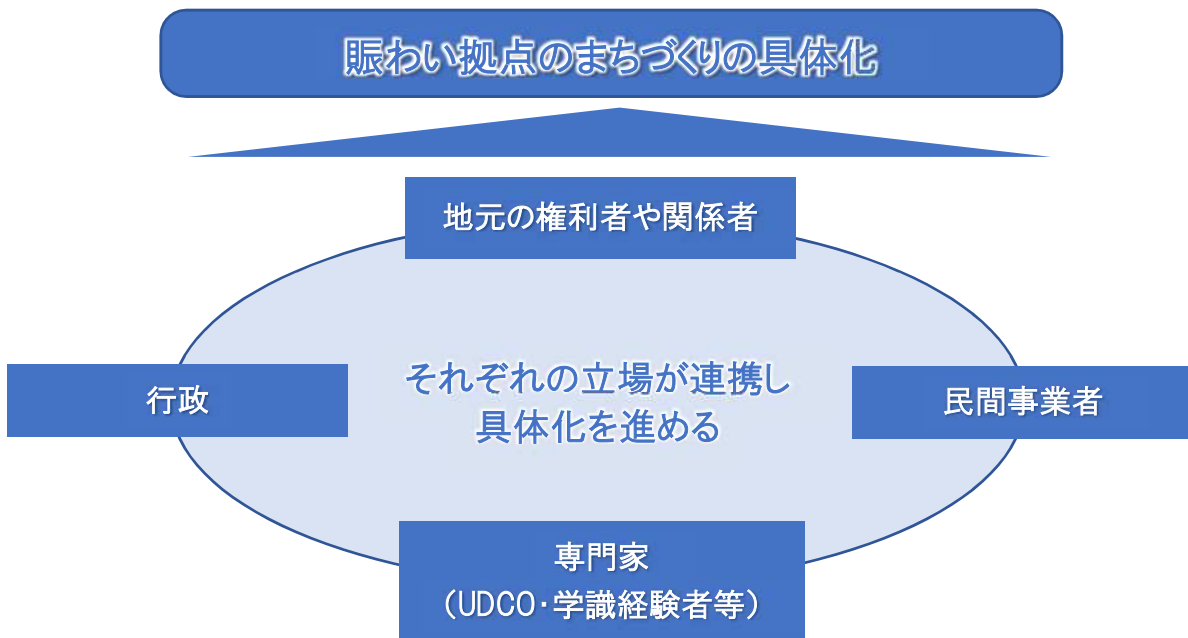 賑わい拠点のまちづくりの具体化
地元の権利者や関係者
行政
それぞれの立場が連携し
具体化を進める
民間事業者
専門家
（UDCO・学識経験者等）